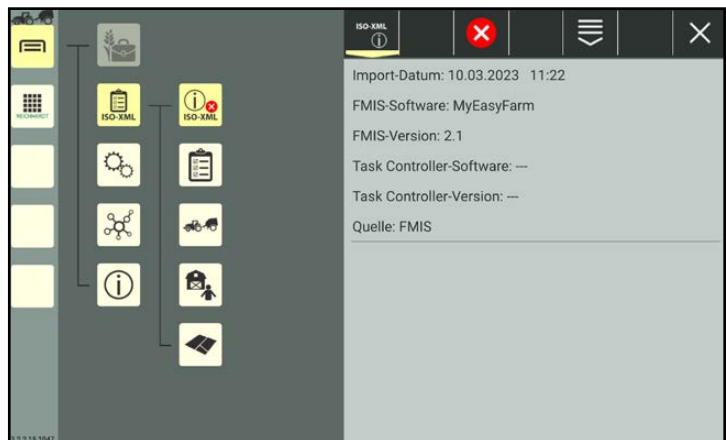 ISO-XML
REICHHARDT
ISO-XML
ISO-XML
Import-Datum: 10.03.2023 11:22
FMIS-Software: MyEasyFarm
FMIS-Version: 2.1
Task Controller-Software: ---
Task Controller-Version: ---
Quelle: FMIS